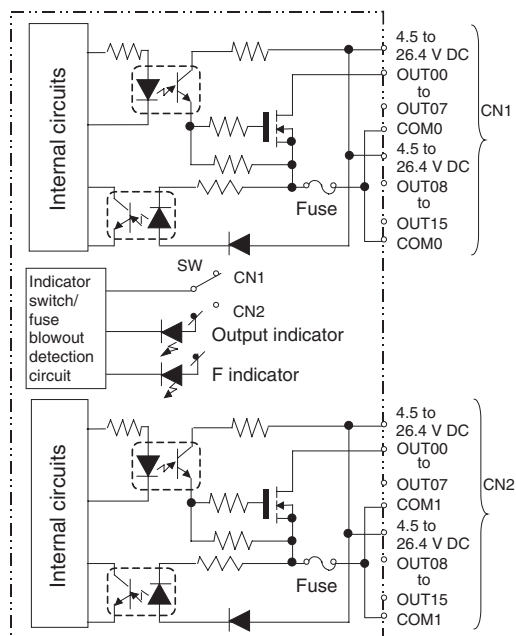 Internal circuits
4.5 to
26.4 V DC
OUT00
to
OUT07
COM0
4.5 to
26.4 V DC
OUT08
to
OUT15
COM0
CN1
Fuse
SW
CN1
CN2
Indicator
switch/
fuse
blowout
detection
circuit
Output indicator
F indicator
Internal circuits
4.5 to
26.4 V DC
OUT00
to
OUT07
COM1
4.5 to
26.4 V DC
OUT08
to
OUT15
COM1
CN2
Fuse